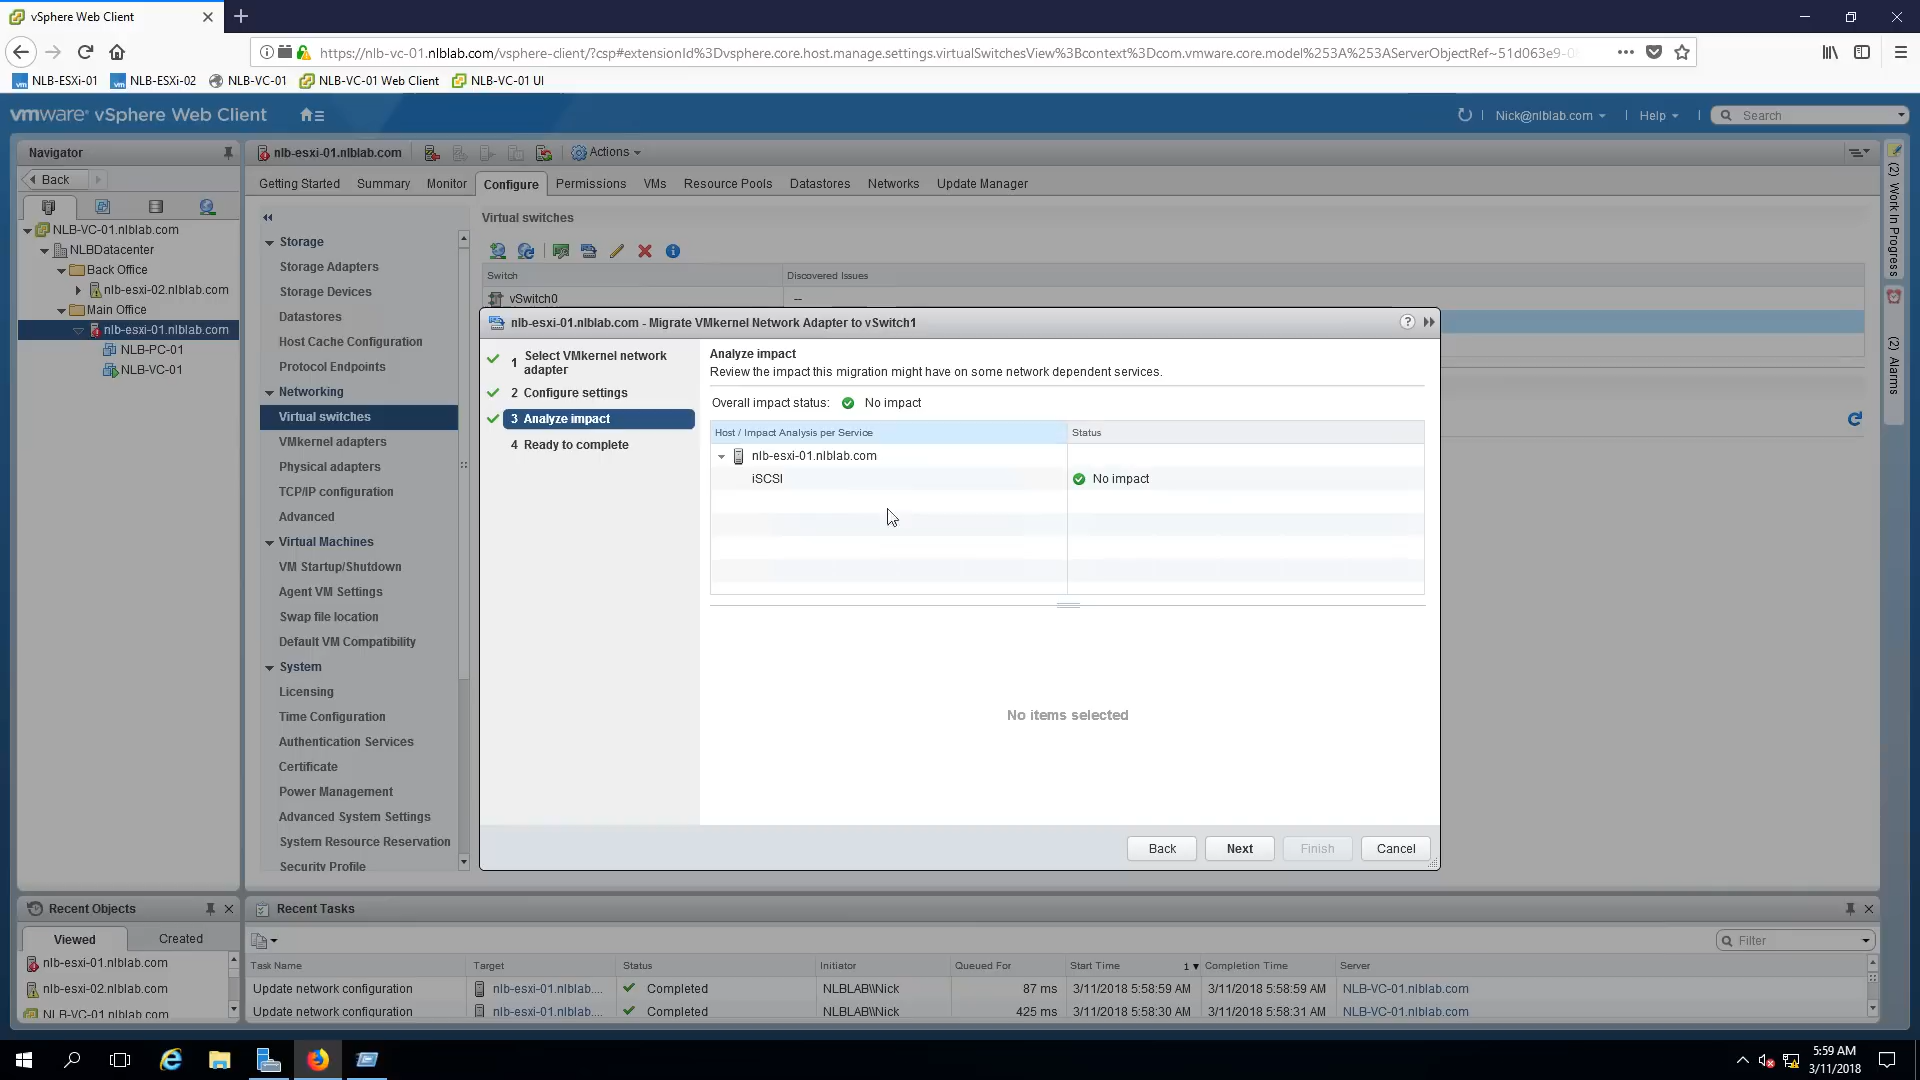 vSphere Web Client
https://nlb-vc-01.nlblab.com/vsphere-client/?csp#extensionId%3Dvsphere.core.host.manage.settings.virtualSwitchesView%3Bcontext%3Dcom.vmware.core.model%253A%253AServerObjectRef~51d063e9-0
NLB-ESXi-01 NLB-ESXi-02 NLB-VC-01 NLB-VC-01 Web Client NLB-VC-01 UI
vmware® vSphere Web Client
Nick@nlblab.com | Help | Search
Navigator
Back
NLB-VC-01.nlblab.com
NLBDatacenter
Back Office
nlb-esxi-02.nlblab.com
Main Office
nlb-esxi-01.nlblab.com
NLB-PC-01
NLB-VC-01
nlb-esxi-01.nlblab.com Actions
Getting Started Summary Monitor Configure Permissions VMs Resource Pools Datastores Networks Update Manager
Storage
Storage Adapters
Storage Devices
Datastores
Host Cache Configuration
Protocol Endpoints
Networking
Virtual switches
VMkernel adapters
Physical adapters
TCP/IP configuration
Advanced
Virtual Machines
VM Startup/Shutdown
Agent VM Settings
Swap file location
Default VM Compatibility
System
Licensing
Time Configuration
Authentication Services
Certificate
Power Management
Advanced System Settings
System Resource Reservation
Security Profile
Virtual switches
Switch Discovered Issues
vSwitch0 --
nlb-esxi-01.nlblab.com - Migrate VMkernel Network Adapter to vSwitch1
1 Select VMkernel network
adapter
2 Configure settings
3 Analyze impact
4 Ready to complete
Analyze impact
Review the impact this migration might have on some network dependent services.
Overall impact status: No impact
Host / Impact Analysis per Service Status
nlb-esxi-01.nlblab.com
iSCSI No impact
No items selected
Back Next Finish Cancel
(2) Work In Progress
(2) Alarms
Recent Objects
Viewed Created
nlb-esxi-01.nlblab.com
nlb-esxi-02.nlblab.com
NLB-VC-01.nlblab.com
Recent Tasks
Filter
Task Name Target Status Initiator Queued For Start Time 1 Completion Time Server
Update network configuration nlb-esxi-01.nlblab.... Completed NLBLAB\\Nick 87 ms 3/11/2018 5:58:59 AM 3/11/2018 5:58:59 AM NLB-VC-01.nlblab.com
Update network configuration nlb-esxi-01.nlblab.... Completed NLBLAB\\Nick 425 ms 3/11/2018 5:58:30 AM 3/11/2018 5:58:31 AM NLB-VC-01.nlblab.com
5:59 AM
3/11/2018